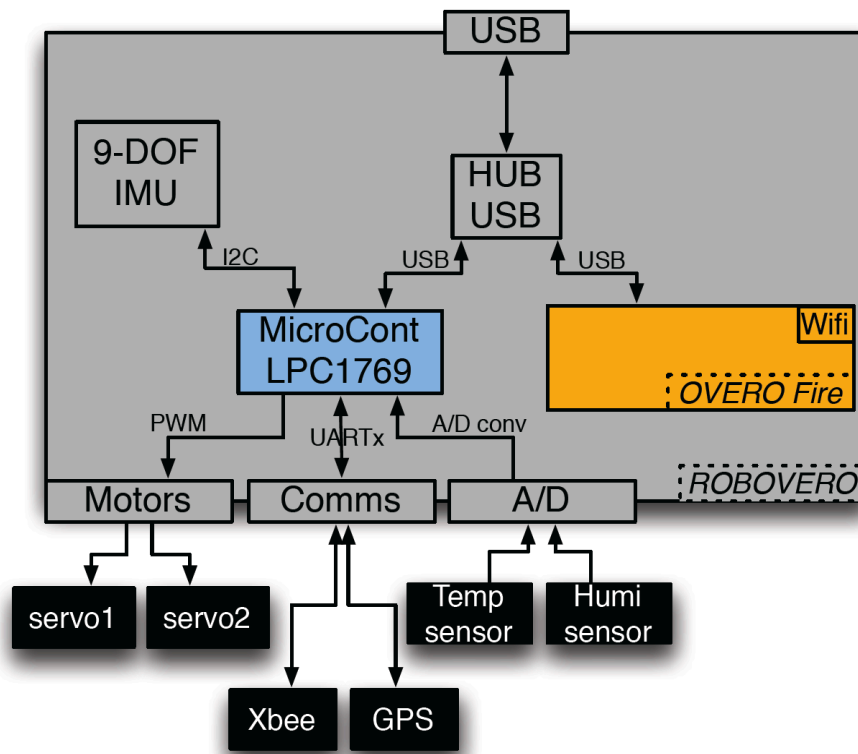 USB
9-DOF
IMU
HUB
USB
I2C
USB
USB
MicroCont
LPC1769
Wifi
OVERO Fire
PWM
UARTx
A/D conv
ROBOVERO
Motors
Comms
A/D
servo1
servo2
Temp
sensor
Humi
sensor
Xbee
GPS